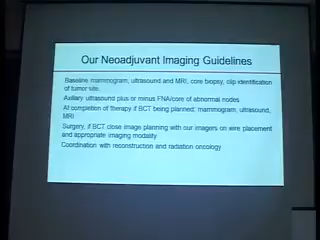 Our Neoadjuvant Imaging Guidelines
Baseline mammogram, ultrasound and MRI, core biopsy, clip identification
of tumor site.
Axillary ultrasound plus or minus FNA/core of abnormal nodes
At completion of therapy if BCT being planned: mammogram, ultrasound,
MRI
Surgery, if BCT close image planning with our imagers on wire placement
and appropriate imaging modality
Coordination with reconstruction and radiation oncology